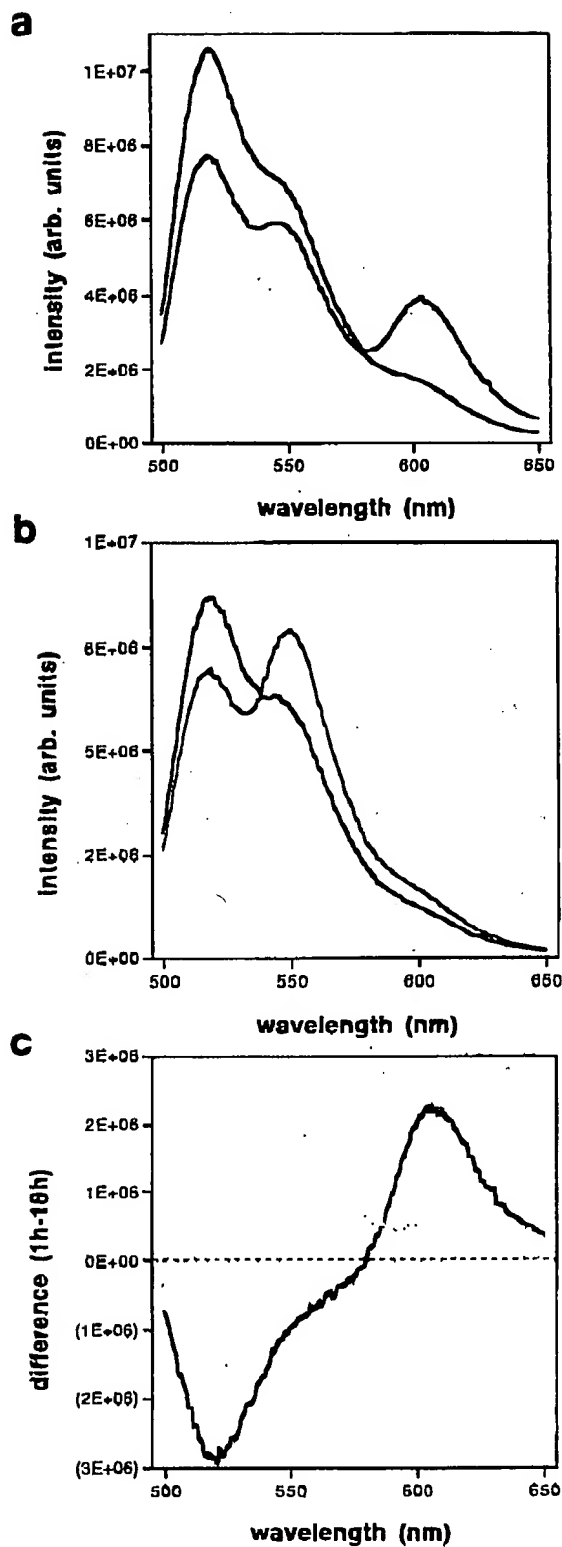 a
1E+07
8E+06
6E+06
4E+06
2E+06
0E+00
intensity (arb. units)
500 550 600 650
wavelength (nm)
b
1E+07
6E+06
5E+06
2E+06
0E+00
intensity (arb. units)
500 550 600 650
wavelength (nm)
c
3E+06
2E+06
1E+06
0E+00
(1E+06)
(2E+06)
(3E+06)
difference (1h-18h)
500 550 600 650
wavelength (nm)